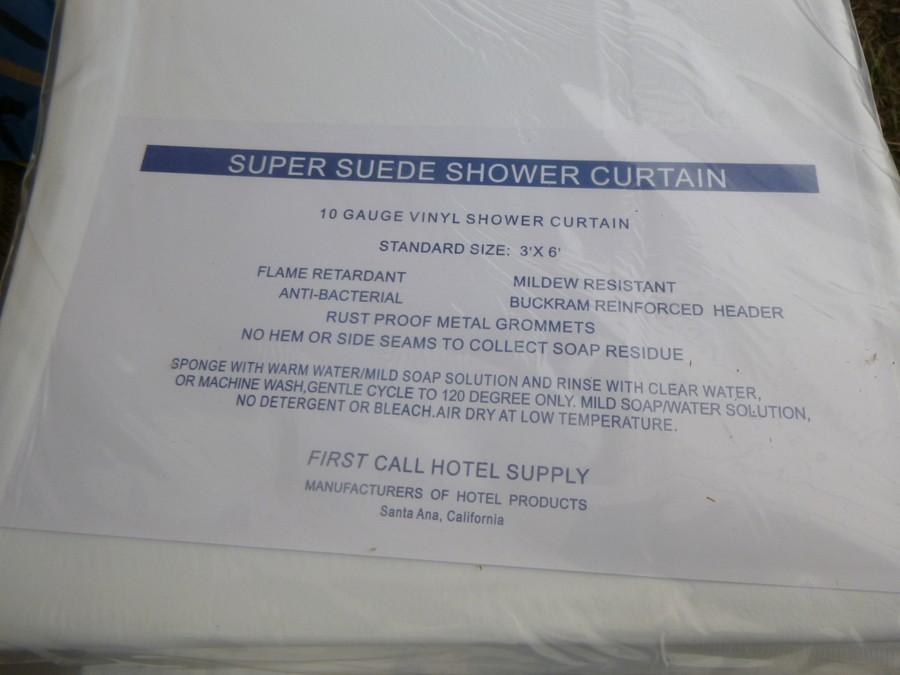 SUPER SUEDE SHOWER CURTAIN
10 GAUGE VINYL SHOWER CURTAIN
STANDARD SIZE: 3'X 6'
FLAME RETARDANT MILDEW RESISTANT
ANTI-BACTERIAL BUCKRAM REINFORCED HEADER
RUST PROOF METAL GROMMETS
NO HEM OR SIDE SEAMS TO COLLECT SOAP RESIDUE
SPONGE WITH WARM WATER/MILD SOAP SOLUTION AND RINSE WITH CLEAR WATER,
OR MACHINE WASH,GENTLE CYCLE TO 120 DEGREE ONLY. MILD SOAP/WATER SOLUTION,
NO DETERGENT OR BLEACH.AIR DRY AT LOW TEMPERATURE.
FIRST CALL HOTEL SUPPLY
MANUFACTURERS OF HOTEL PRODUCTS
Santa Ana, California